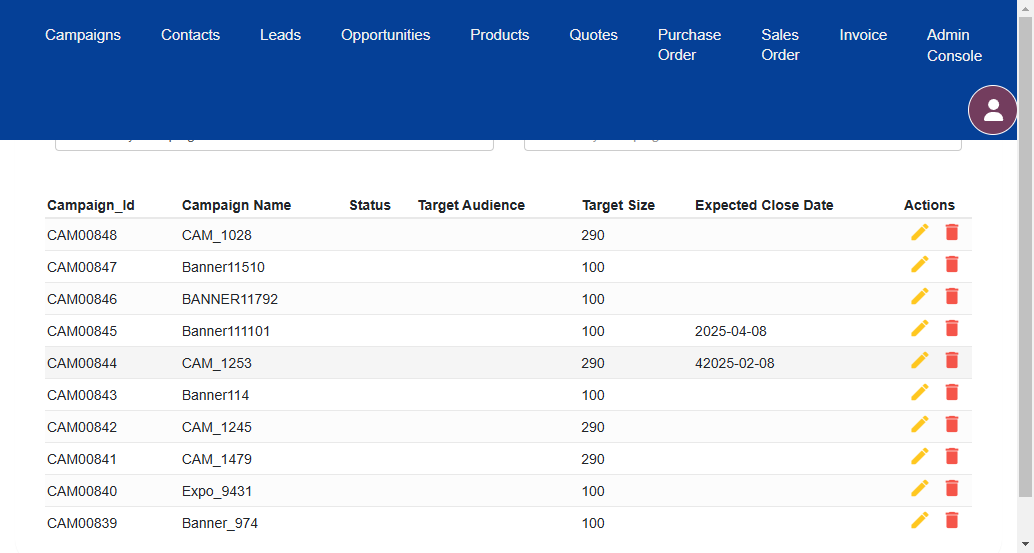 Campaigns Contacts Leads Opportunities Products Quotes Purchase Order Sales Order Invoice Admin Console
Campaign_Id Campaign Name Status Target Audience Target Size Expected Close Date Actions
CAM00848 CAM_1028 290
CAM00847 Banner11510 100
CAM00846 BANNER11792 100
CAM00845 Banner111101 100 2025-04-08
CAM00844 CAM_1253 290 42025-02-08
CAM00843 Banner114 100
CAM00842 CAM_1245 290
CAM00841 CAM_1479 290
CAM00840 Expo_9431 100
CAM00839 Banner_974 100